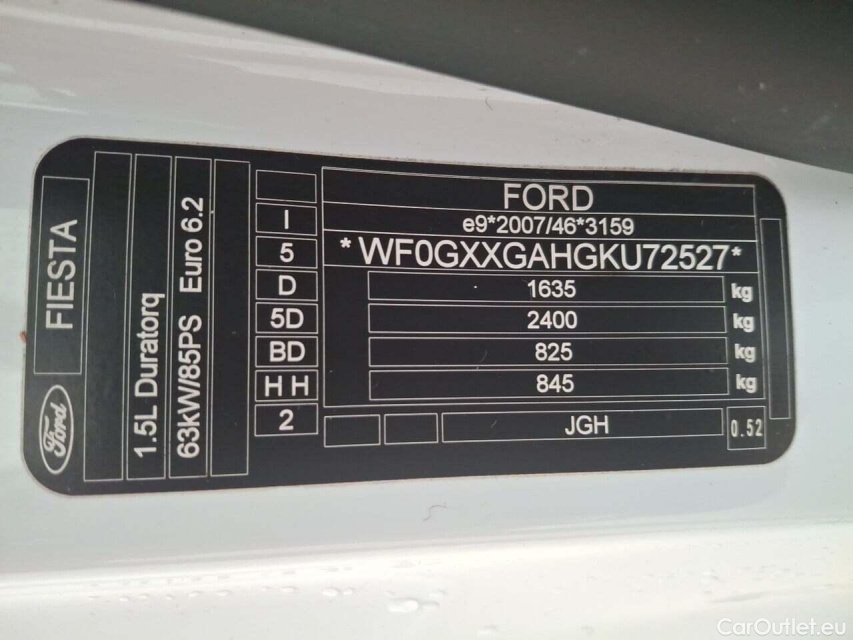 FORD
e9*2007/46*3159
*WF0GXXGAHGKU72527*
1635 kg
2400 kg
825 kg
845 kg
JGH
0.52
I
5
D
5D
BD
H H
2
FIESTA
Ford
1.5L Duratorq
63kW/85PS Euro 6.2
CarOutlet.eu